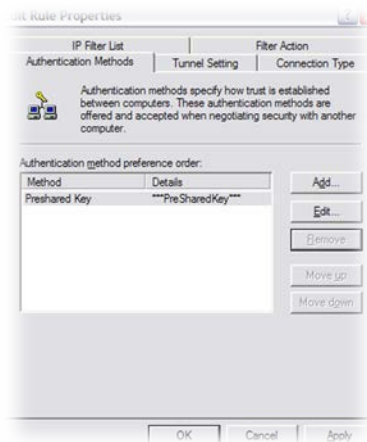 it Rule Properties
IP Filter List
Filter Action
Authentication Methods
Tunnel Setting
Connection Type
Authentication methods specify how trust is established
between computers. These authentication methods are
offered and accepted when negotiating security with another
computer.
Authentication method preference order:
Method Details
Preshared Key ***PreSharedKey***
Add...
Edit...
Remove
Move up
Move down
OK
Cancel
Apply